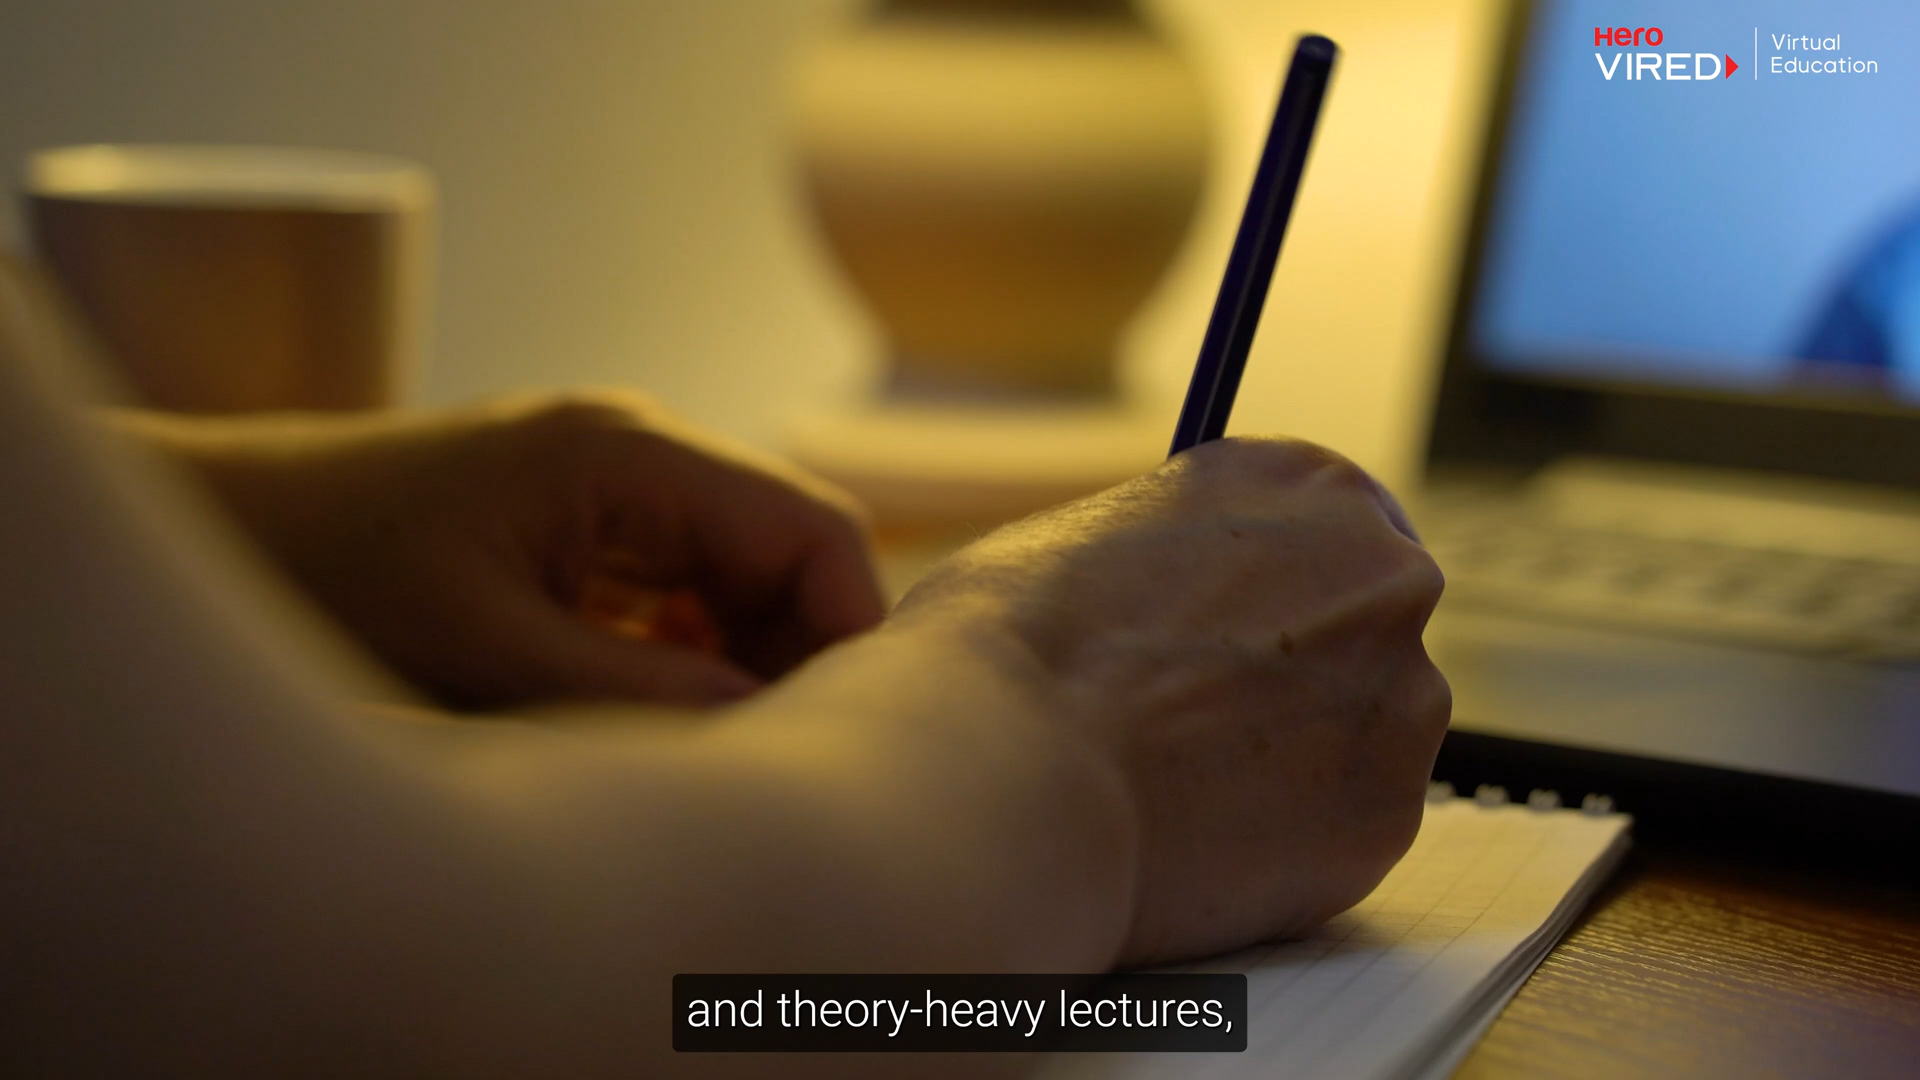 Hero
VIRED
Virtual
Education
and theory-heavy lectures,